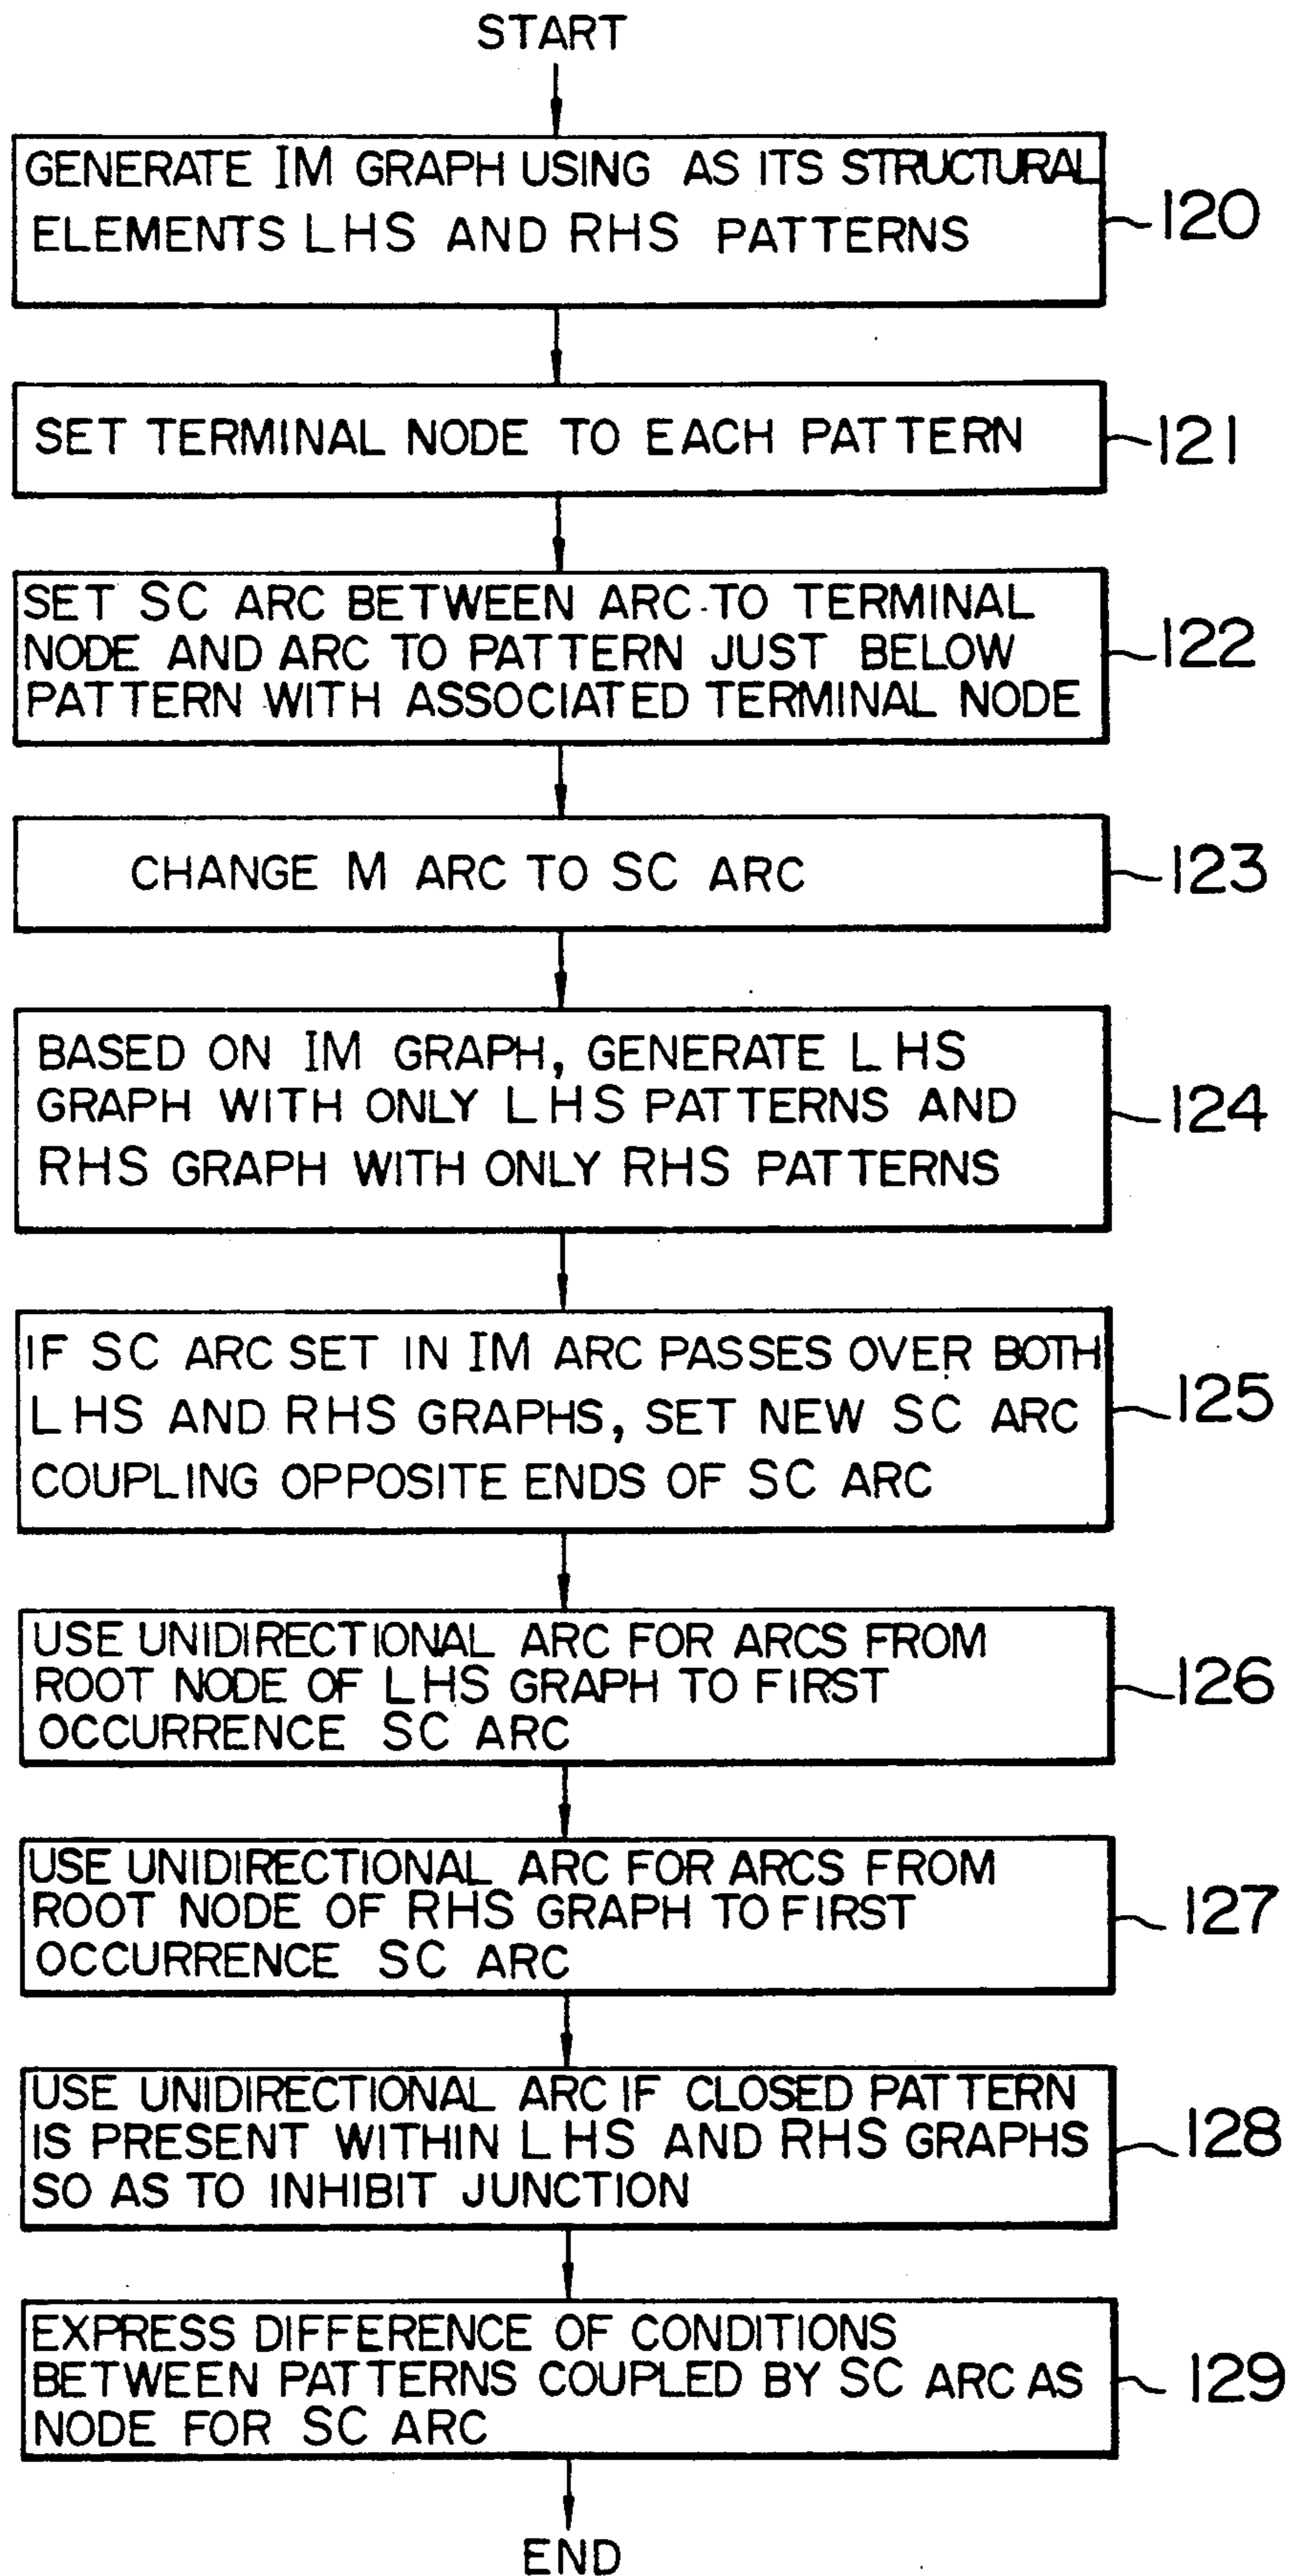 START
GENERATE IM GRAPH USING AS ITS STRUCTURAL
ELEMENTS LHS AND RHS PATTERNS
120
SET TERMINAL NODE TO EACH PATTERN
121
SET SC ARC BETWEEN ARC TO TERMINAL
NODE AND ARC TO PATTERN JUST BELOW
PATTERN WITH ASSOCIATED TERMINAL NODE
122
CHANGE M ARC TO SC ARC
123
BASED ON IM GRAPH, GENERATE LHS
GRAPH WITH ONLY LHS PATTERNS AND
RHS GRAPH WITH ONLY RHS PATTERNS
124
IF SC ARC SET IN IM ARC PASSES OVER BOTH
LHS AND RHS GRAPHS, SET NEW SC ARC
COUPLING OPPOSITE ENDS OF SC ARC
125
USE UNIDIRECTIONAL ARC FOR ARCS FROM
ROOT NODE OF LHS GRAPH TO FIRST
OCCURRENCE SC ARC
126
USE UNIDIRECTIONAL ARC FOR ARCS FROM
ROOT NODE OF RHS GRAPH TO FIRST
OCCURRENCE SC ARC
127
USE UNIDIRECTIONAL ARC IF CLOSED PATTERN
IS PRESENT WITHIN LHS AND RHS GRAPHS
SO AS TO INHIBIT JUNCTION
128
EXPRESS DIFFERENCE OF CONDITIONS
BETWEEN PATTERNS COUPLED BY SC ARC AS
NODE FOR SC ARC
129
END